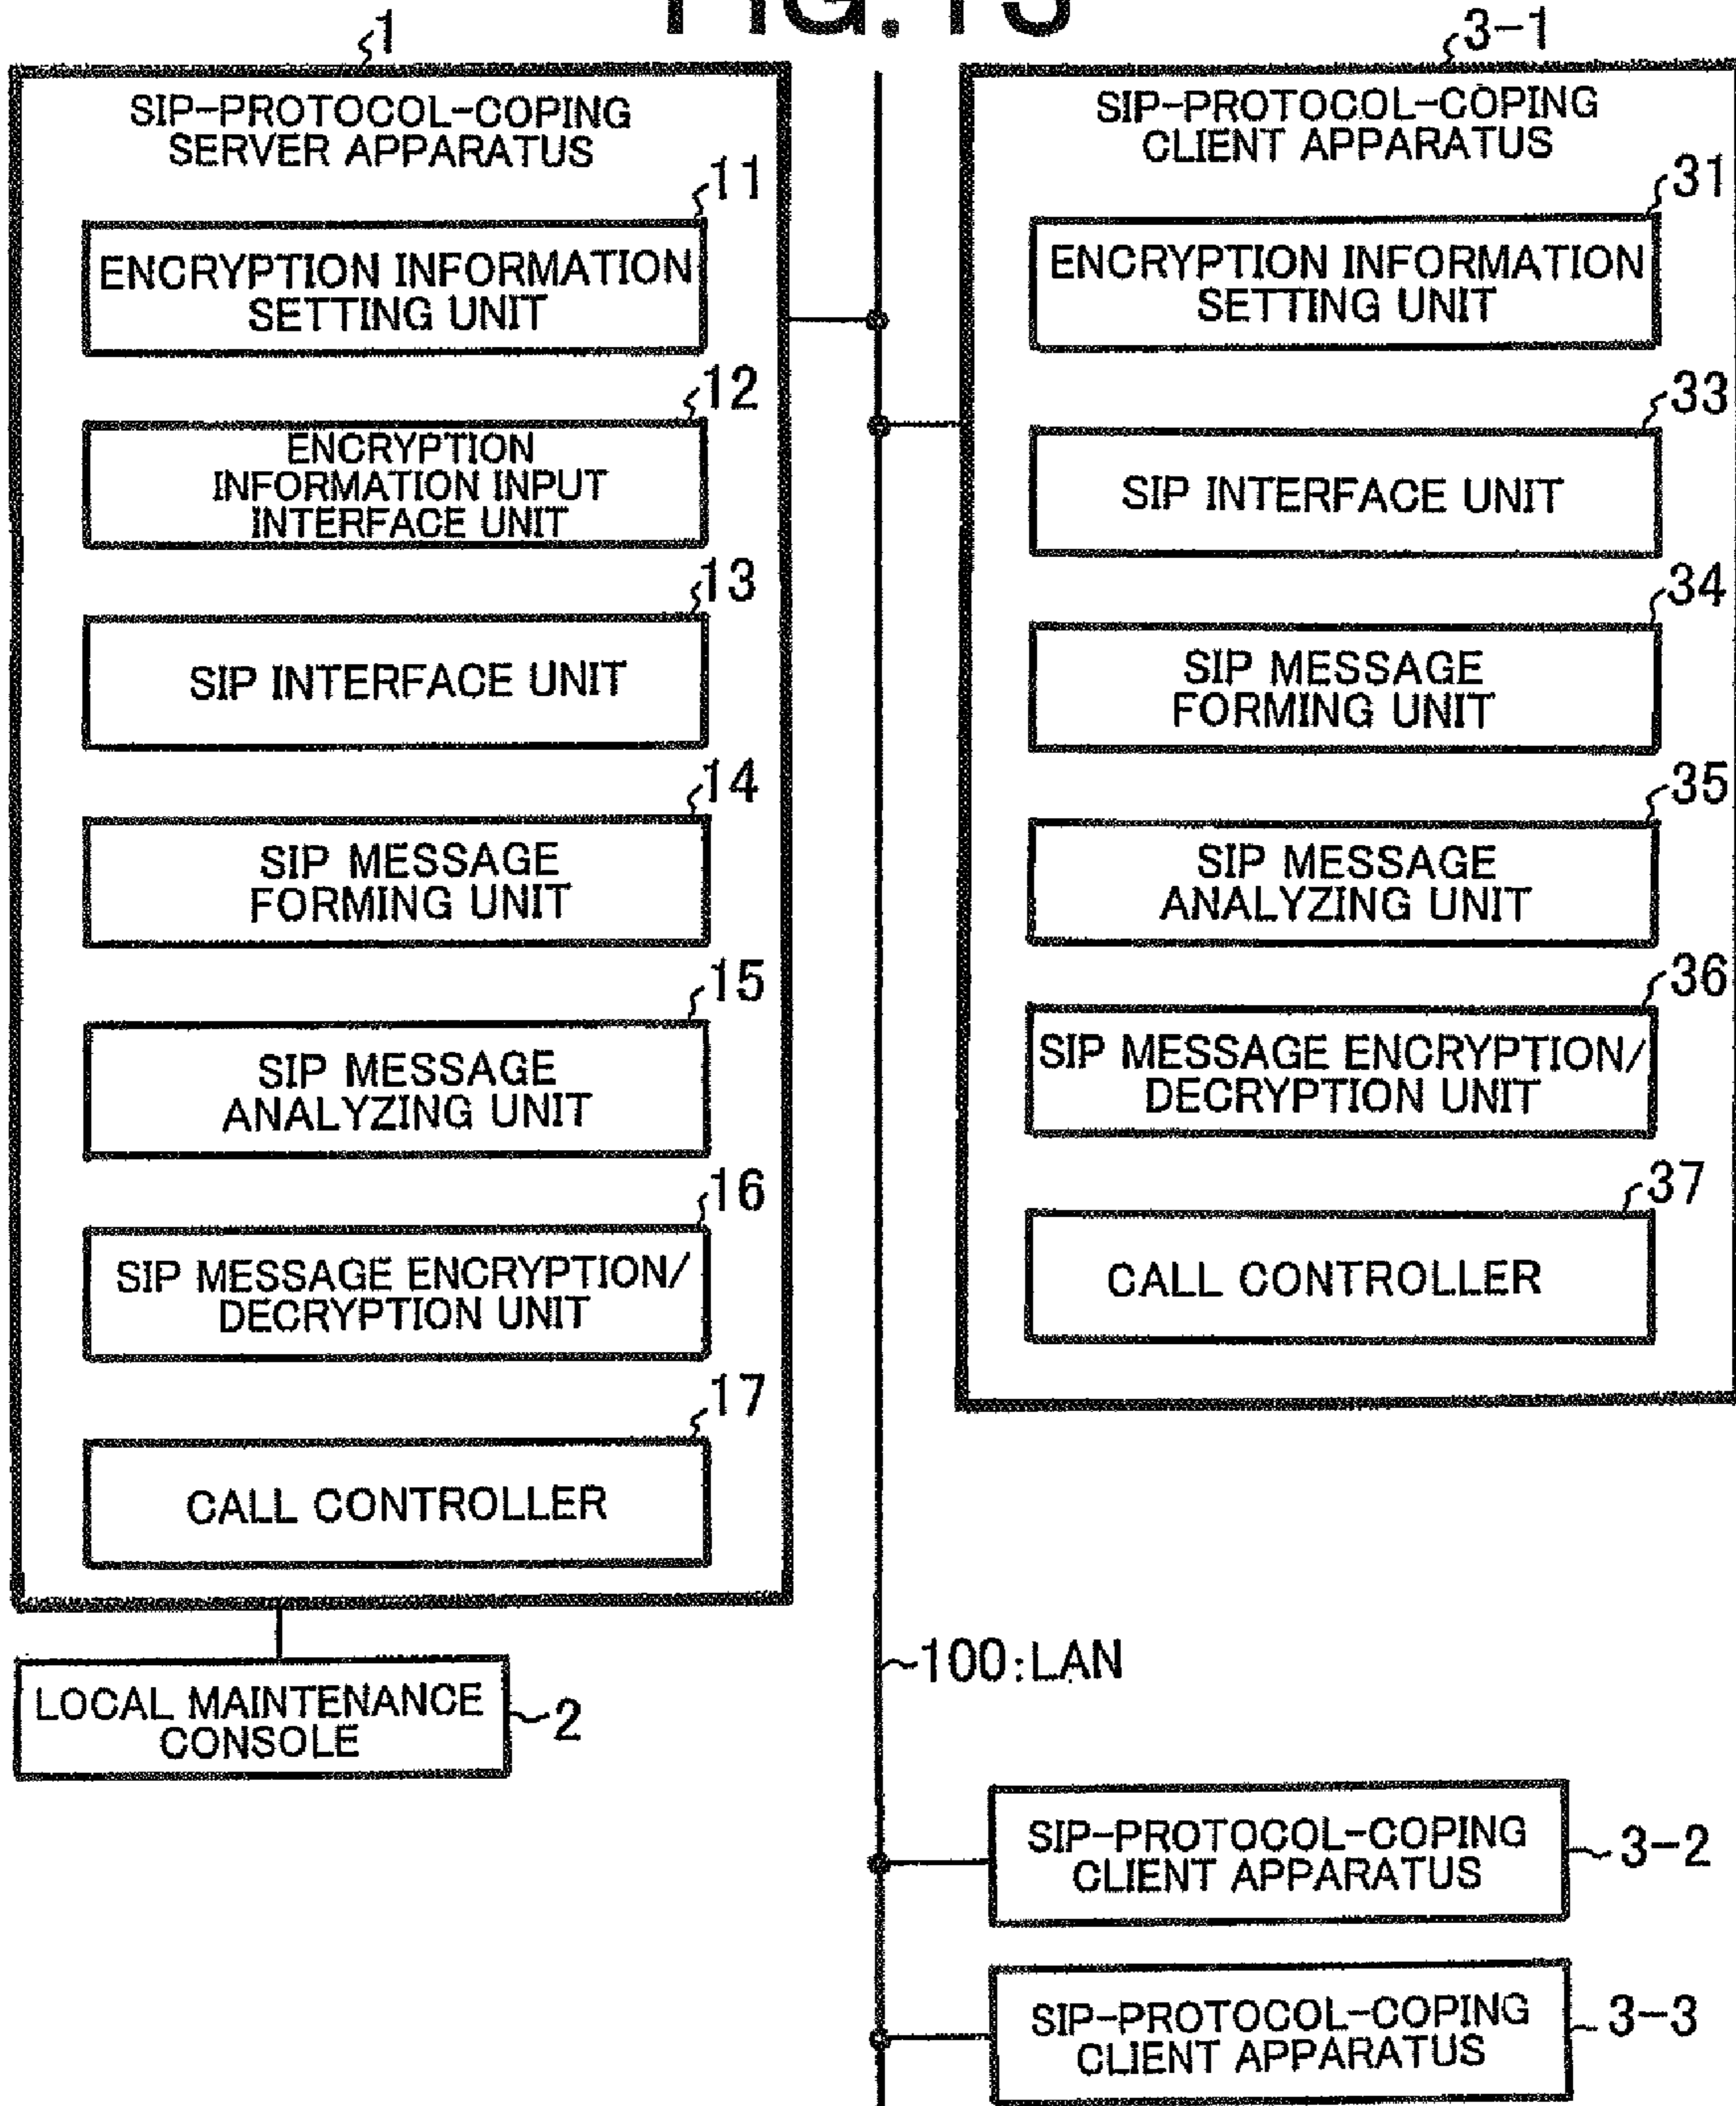 FIG. 13
1
SIP-PROTOCOL-COPING
SERVER APPARATUS
11
ENCRYPTION INFORMATION
SETTING UNIT
12
ENCRYPTION
INFORMATION INPUT
INTERFACE UNIT
13
SIP INTERFACE UNIT
14
SIP MESSAGE
FORMING UNIT
15
SIP MESSAGE
ANALYZING UNIT
16
SIP MESSAGE ENCRYPTION/
DECRYPTION UNIT
17
CALL CONTROLLER
LOCAL MAINTENANCE
CONSOLE
2
3-1
SIP-PROTOCOL-COPING
CLIENT APPARATUS
31
ENCRYPTION INFORMATION
SETTING UNIT
33
SIP INTERFACE UNIT
34
SIP MESSAGE
FORMING UNIT
35
SIP MESSAGE
ANALYZING UNIT
36
SIP MESSAGE ENCRYPTION/
DECRYPTION UNIT
37
CALL CONTROLLER
100:LAN
SIP-PROTOCOL-COPING
CLIENT APPARATUS
3-2
SIP-PROTOCOL-COPING
CLIENT APPARATUS
3-3